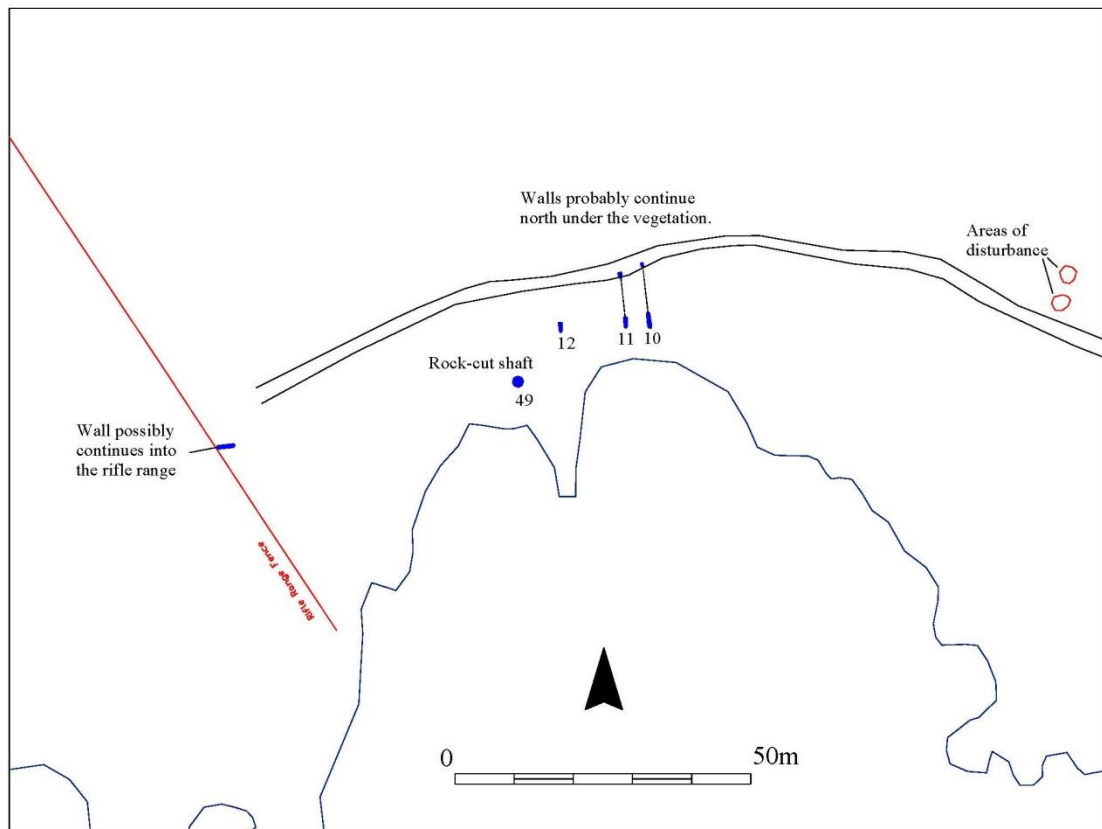 Walls probably continue
north under the vegetation.
Areas of
disturbance
12
11
10
Rock-cut shaft
49
Wall possibly
continues into
the rifle range
Rifle Range Fence
0
50m